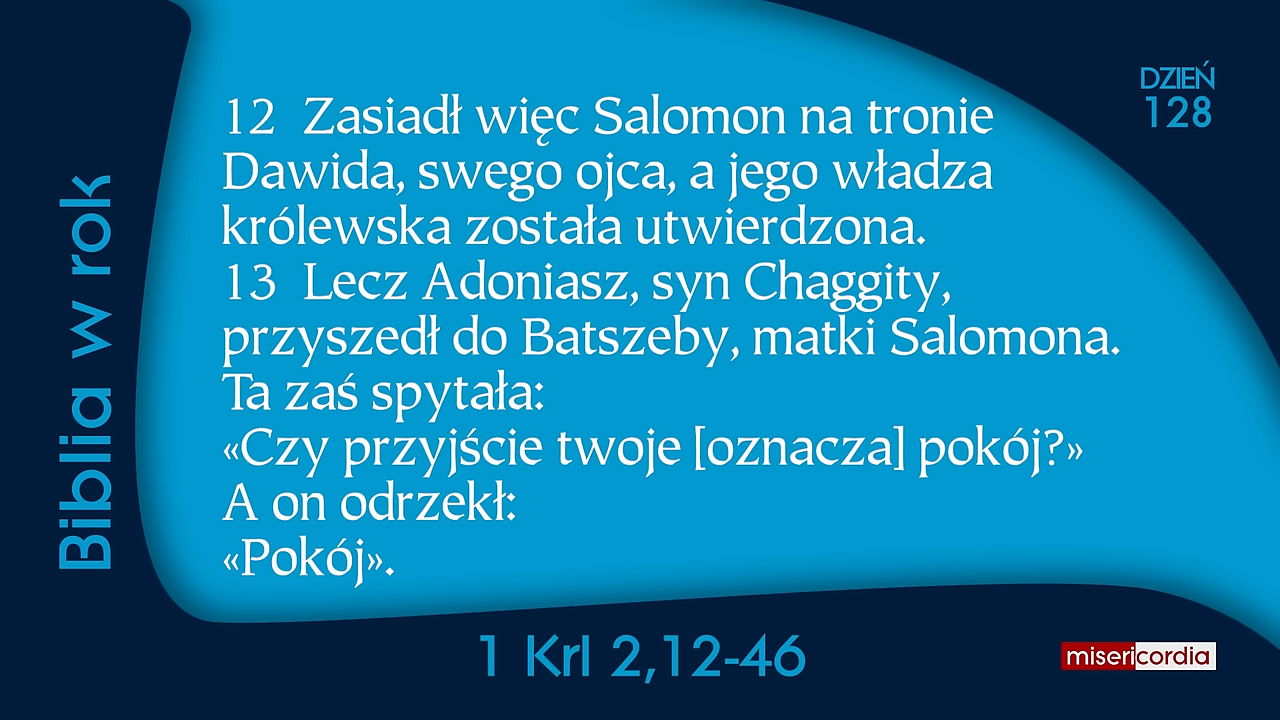 DZIEŃ
128
12 Zasiadł więc Salomon na tronie
Dawida, swego ojca, a jego władza
królewska została utwierdzona.
13 Lecz Adoniasz, syn Chaggity,
przyszedł do Batszeby, matki Salomona.
Ta zaś spytała:
«Czy przyjście twoje [oznacza] pokój?»
A on odrzekł:
«Pokój».
Biblia w rok
1 Krl 2,12-46
misericordia